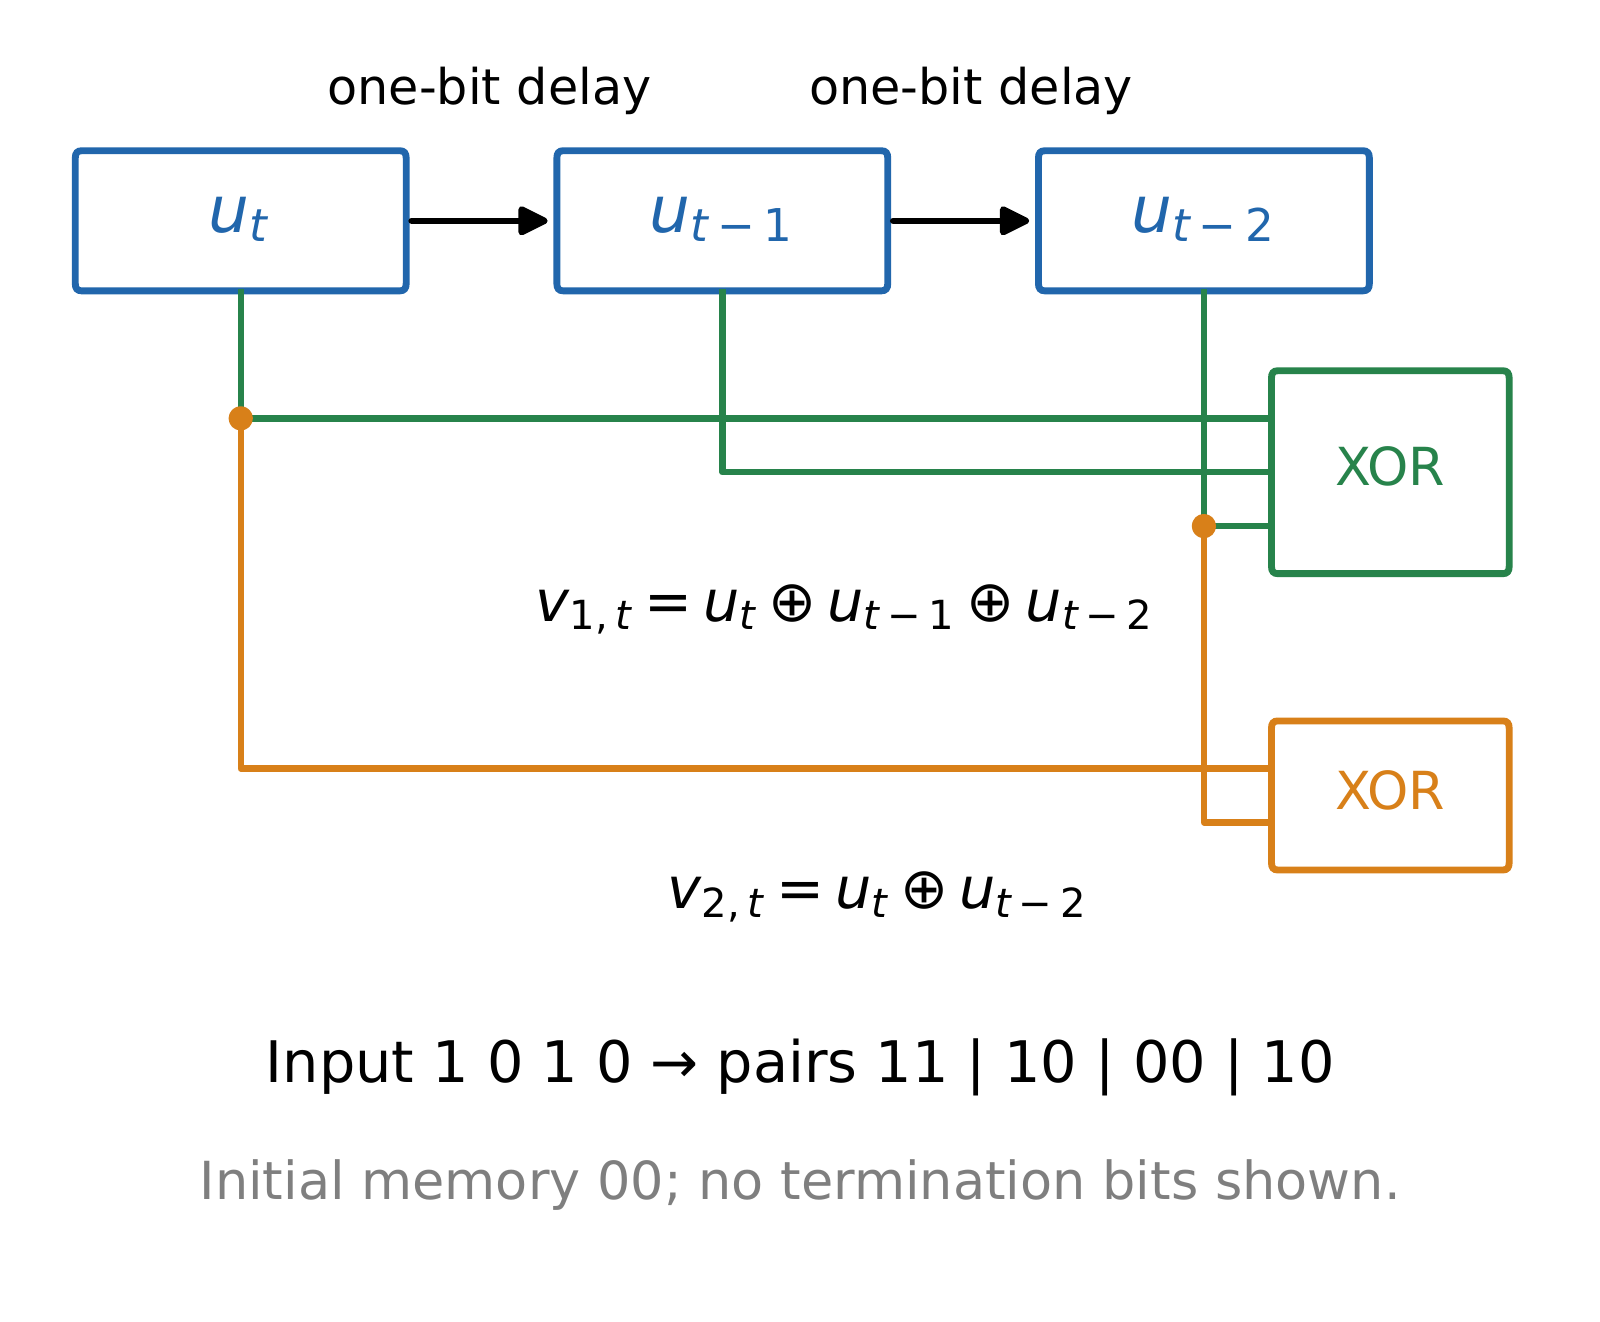 one-bit delay one-bit delay
u_t u_{t-1} u_{t-2}
XOR
v_{1,t} = u_t ⊕ u_{t-1} ⊕ u_{t-2}
XOR
v_{2,t} = u_t ⊕ u_{t-2}
Input 1 0 1 0 → pairs 11 | 10 | 00 | 10
Initial memory 00; no termination bits shown.